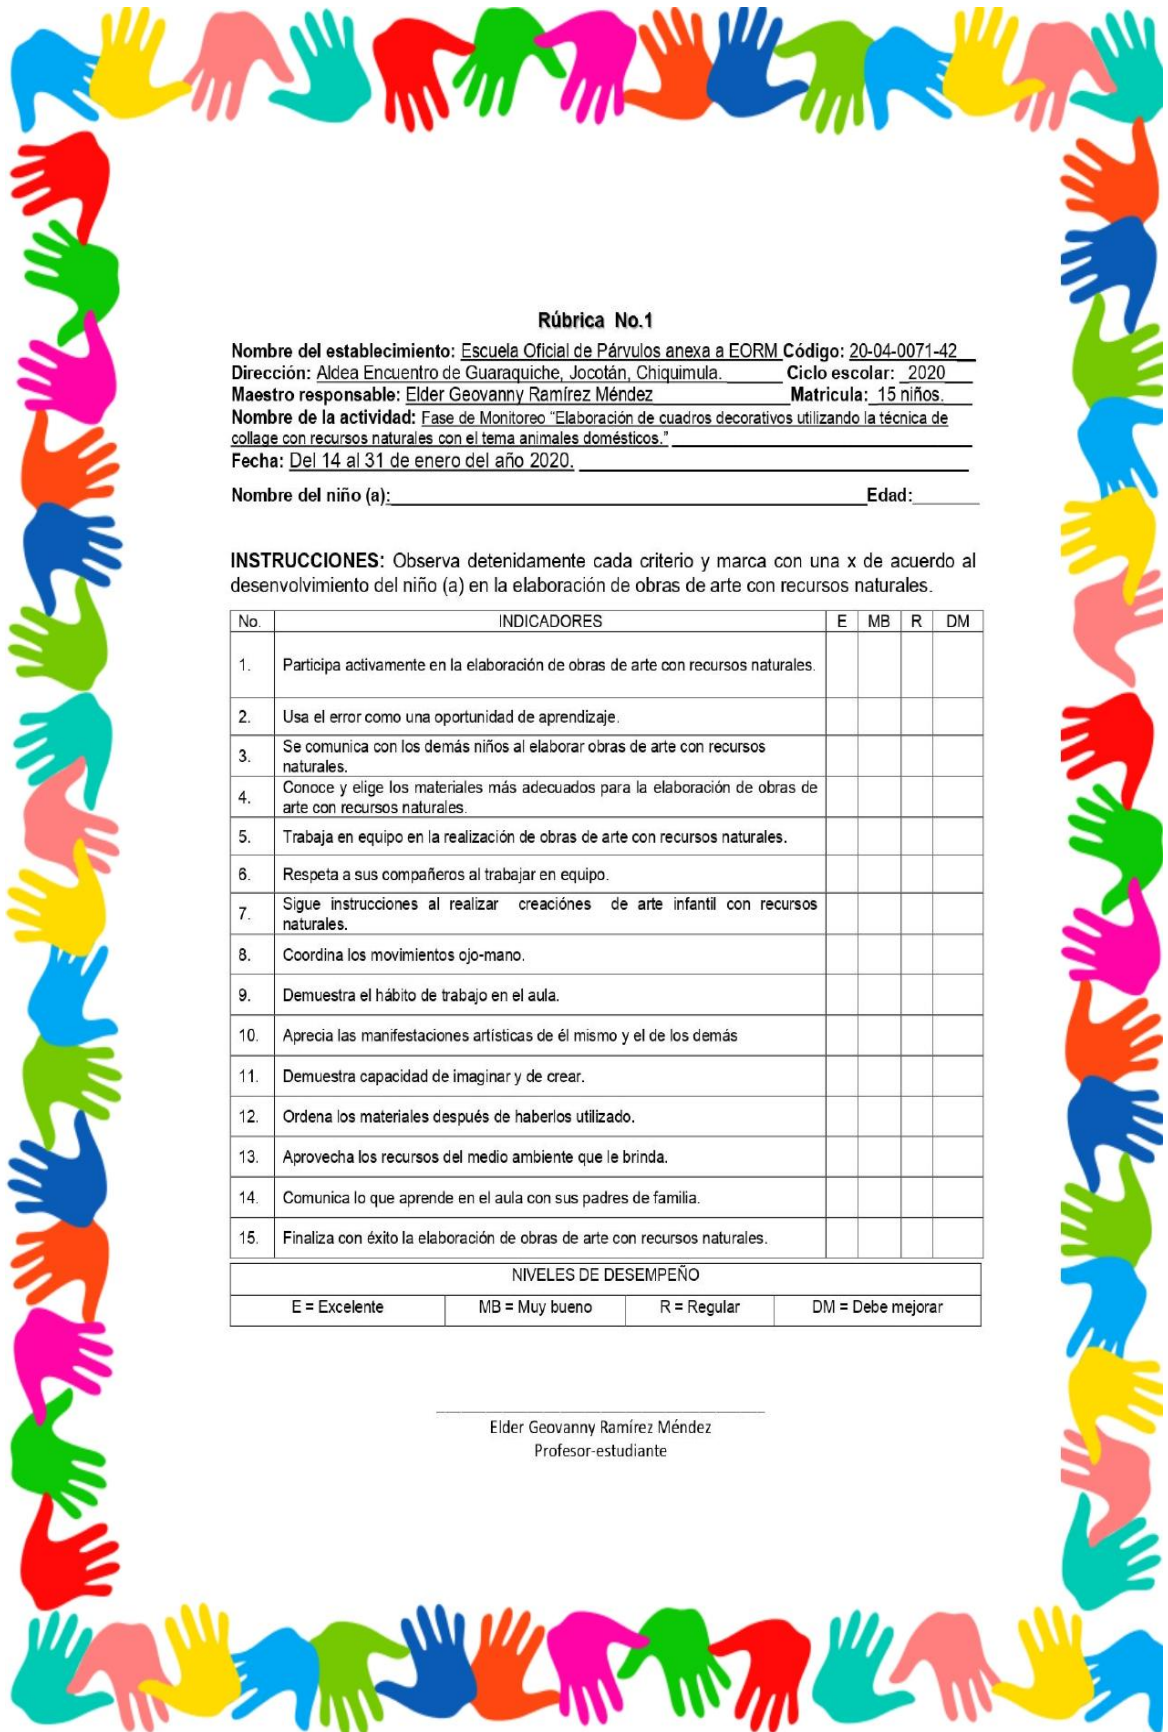 Rúbrica No.1
Nombre del establecimiento: Escuela Oficial de Párvulos anexa a EORM Código: 20-04-0071-42
Dirección: Aldea Encuentro de Guaraquiche, Jocotán, Chiquimula. Ciclo escolar: 2020
Maestro responsable: Elder Geovanny Ramírez Méndez Matricula: 15 niños.
Nombre de la actividad: Fase de Monitoreo “Elaboración de cuadros decorativos utilizando la técnica de
collage con recursos naturales con el tema animales domésticos.”
Fecha: Del 14 al 31 de enero del año 2020.
Nombre del niño (a): Edad:
INSTRUCCIONES: Observa detenidamente cada criterio y marca con una x de acuerdo al
desenvolvimiento del niño (a) en la elaboración de obras de arte con recursos naturales.
No. INDICADORES E MB R DM
1. Participa activamente en la elaboración de obras de arte con recursos naturales.
2. Usa el error como una oportunidad de aprendizaje.
3. Se comunica con los demás niños al elaborar obras de arte con recursos
naturales.
4. Conoce y elige los materiales más adecuados para la elaboración de obras de
arte con recursos naturales.
5. Trabaja en equipo en la realización de obras de arte con recursos naturales.
6. Respeta a sus compañeros al trabajar en equipo.
7. Sigue instrucciones al realizar creaciónes de arte infantil con recursos
naturales.
8. Coordina los movimientos ojo-mano.
9. Demuestra el hábito de trabajo en el aula.
10. Aprecia las manifestaciones artísticas de él mismo y el de los demás
11. Demuestra capacidad de imaginar y de crear.
12. Ordena los materiales después de haberlos utilizado.
13. Aprovecha los recursos del medio ambiente que le brinda.
14. Comunica lo que aprende en el aula con sus padres de familia.
15. Finaliza con éxito la elaboración de obras de arte con recursos naturales.
NIVELES DE DESEMPEÑO
E = Excelente MB = Muy bueno R = Regular DM = Debe mejorar
Elder Geovanny Ramírez Méndez
Profesor-estudiante